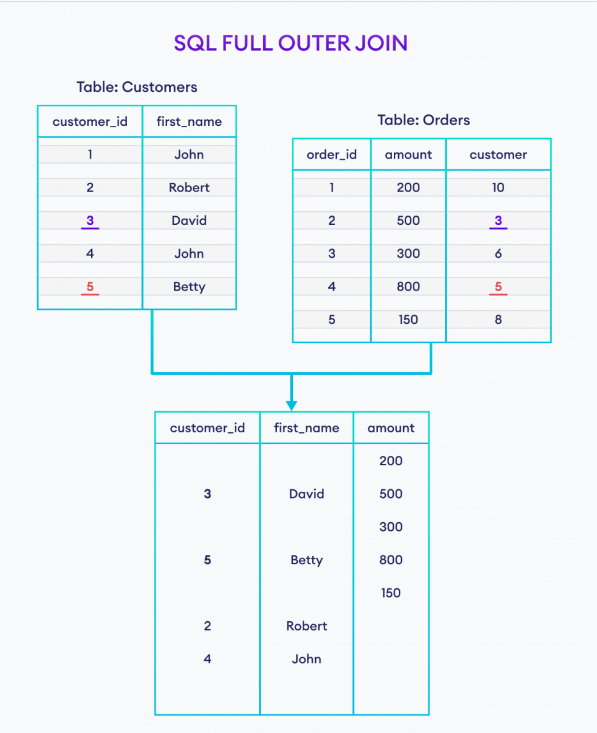 SQL FULL OUTER JOIN
Table: Customers
customer_id first_name
1 John
2 Robert
3 David
4 John
5 Betty
Table: Orders
order_id amount customer
1 200 10
2 500 3
3 300 6
4 800 5
5 150 8
customer_id first_name amount
200
3 David 500
300
5 Betty 800
150
2 Robert
4 John